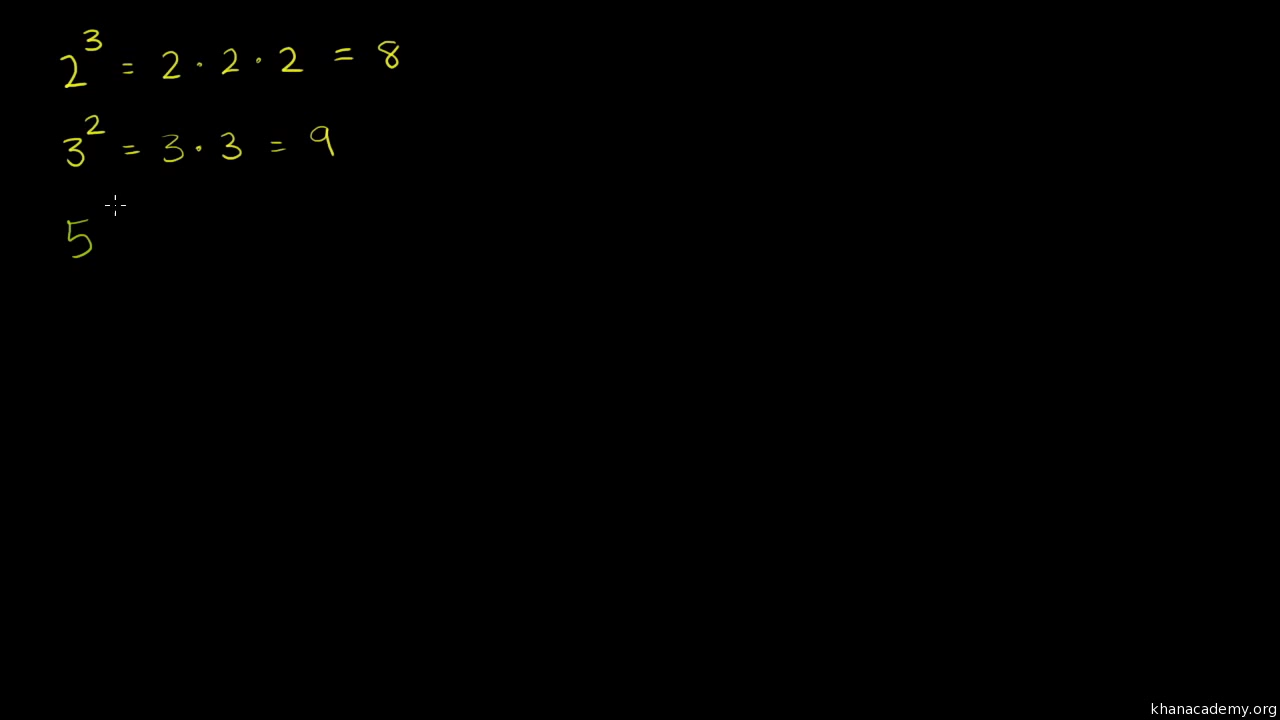 2³ = 2 · 2 · 2 = 8
3² = 3 · 3 = 9
5
khanacademy.org